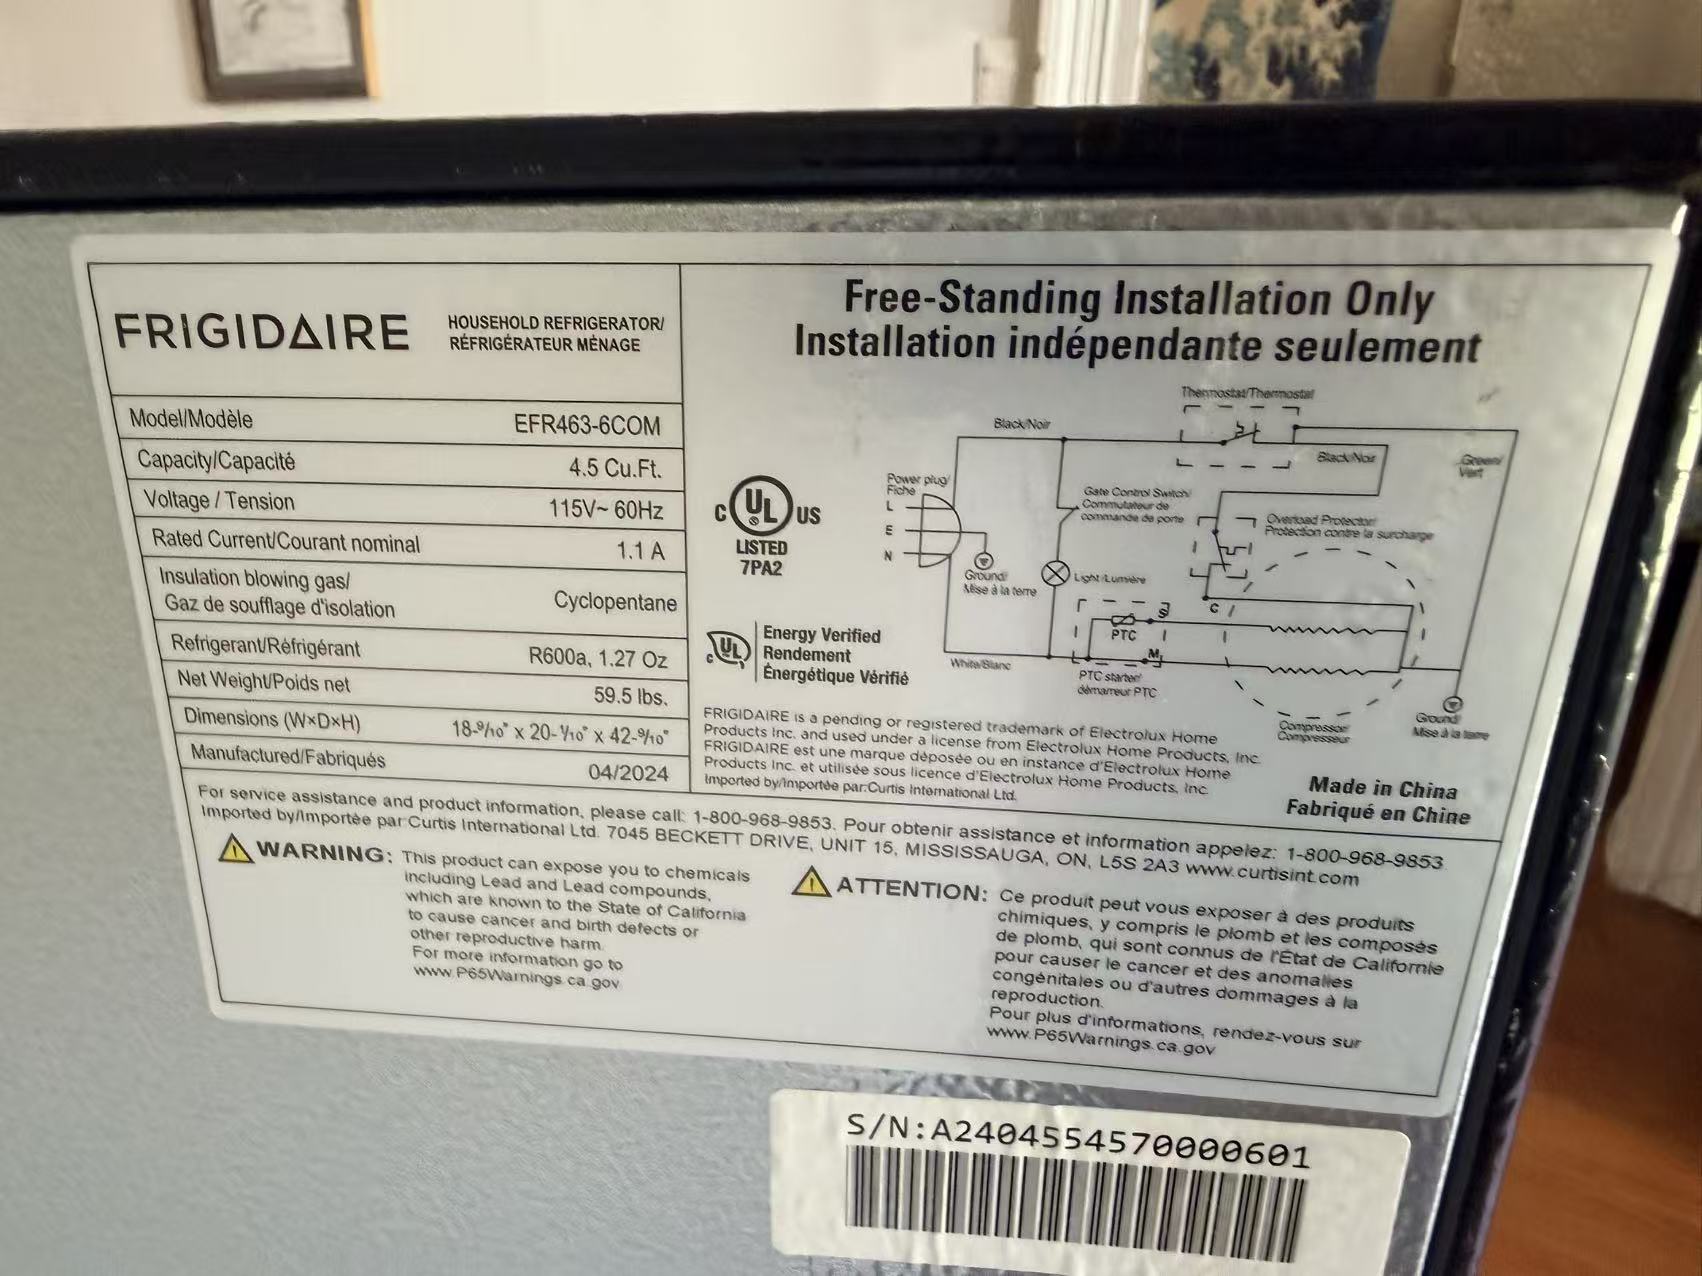 FRIGIDAIRE
HOUSEHOLD REFRIGERATOR/
RÉFRIGÉRATEUR MÉNAGE
Model/Modèle EFR463-6COM
Capacity/Capacité 4.5 Cu.Ft.
Voltage / Tension 115V~ 60Hz
Rated Current/Courant nominal 1.1 A
Insulation blowing gas/
Gaz de soufflage d'isolation Cyclopentane
Refrigerant/Réfrigérant R600a, 1.27 Oz
Net Weight/Poids net 59.5 lbs.
Dimensions (W×D×H) 18-9/10" x 20-1/10" x 42-9/10"
Manufactured/Fabriqués 04/2024
Free-Standing Installation Only
Installation indépendante seulement
C UL US
LISTED
7PA2
C UL
Energy Verified
Rendement
Énergétique Vérifié
Thermostat/Thermostat
Black/Noir
Black/Noir
Green/
Vert
Power plug/
Fiche
L
E
N
Gate Control Switch/
Commutateur de
commande de porte
Overload Protector/
Protection contre la surcharge
Ground/
Mise à la terre
Light/Lumière
C
S
PTC
M
White/Blanc
PTC starter/
démarreur PTC
Compressor/
Compresseur
Ground/
Mise à la terre
FRIGIDAIRE is a pending or registered trademark of Electrolux Home
Products Inc. and used under a license from Electrolux Home Products, Inc.
FRIGIDAIRE est une marque déposée ou en instance d'Electrolux Home
Products Inc. et utilisée sous licence d'Electrolux Home Products, Inc.
Imported by/Importée par:Curtis International Ltd.
Made in China
Fabriqué en Chine
For service assistance and product information, please call: 1-800-968-9853. Pour obtenir assistance et information appelez: 1-800-968-9853
Imported by/Importée par:Curtis International Ltd. 7045 BECKETT DRIVE, UNIT 15, MISSISSAUGA, ON, L5S 2A3 www.curtisint.com
WARNING: This product can expose you to chemicals
including Lead and Lead compounds,
which are known to the State of California
to cause cancer and birth defects or
other reproductive harm.
For more information go to
www.P65Warnings.ca.gov
ATTENTION: Ce produit peut vous exposer à des produits
chimiques, y compris le plomb et les composés
de plomb, qui sont connus de l'État de Californie
pour causer le cancer et des anomalies
congénitales ou d'autres dommages à la
reproduction.
Pour plus d'informations, rendez-vous sur
www.P65Warnings.ca.gov
S/N:A2404554570000601